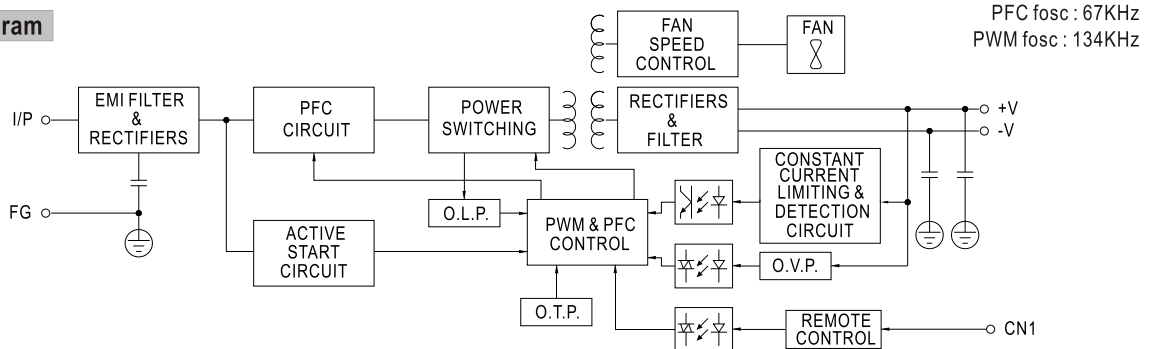 ram
PFC fosc : 67KHz
PWM fosc : 134KHz
FAN
SPEED
CONTROL
FAN
I/P
EMI FILTER
&
RECTIFIERS
PFC
CIRCUIT
POWER
SWITCHING
RECTIFIERS
&
FILTER
+V
-V
FG
ACTIVE
START
CIRCUIT
O.L.P.
PWM & PFC
CONTROL
CONSTANT
CURRENT
LIMITING &
DETECTION
CIRCUIT
O.V.P.
O.T.P.
REMOTE
CONTROL
CN1